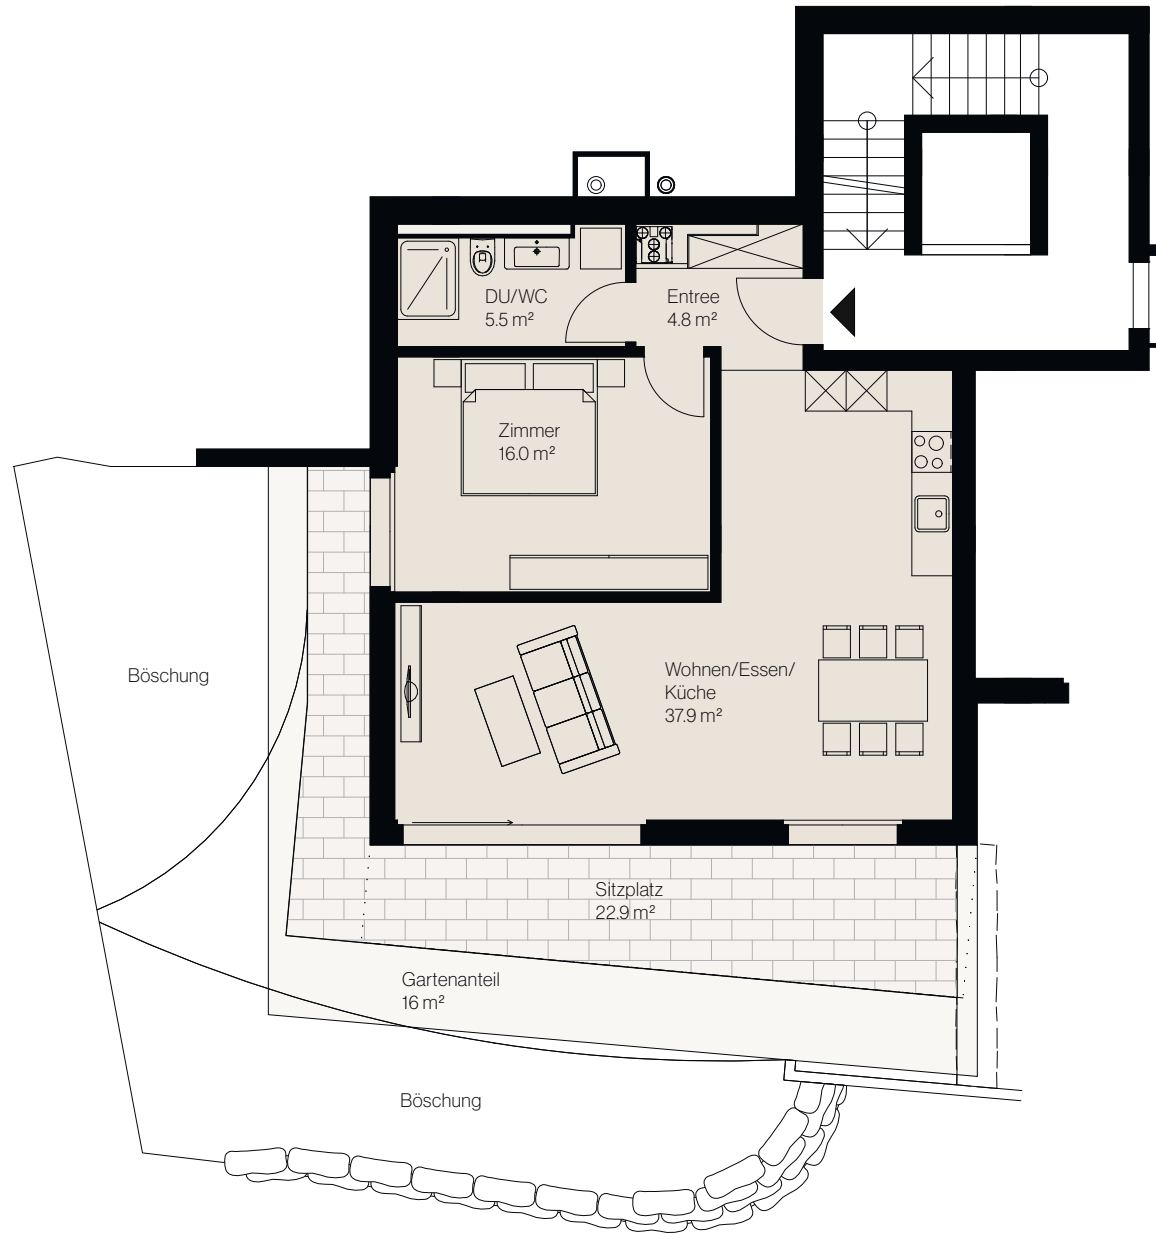 DU/WC
5.5 m²
Entree
4.8 m²
Zimmer
16.0 m²
Böschung
Wohnen/Essen/
Küche
37.9 m²
Sitzplatz
22.9 m²
Gartenanteil
16 m²
Böschung